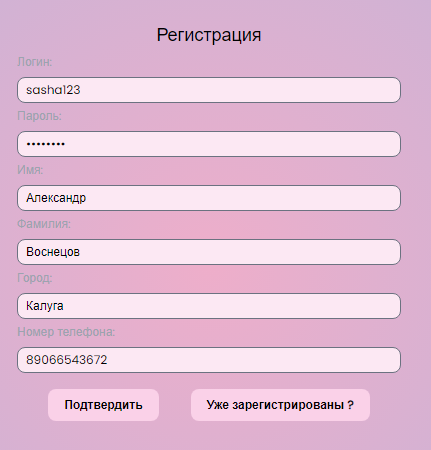 Регистрация
Логин:
sasha123
Пароль:
••••••••
Имя:
Александр
Фамилия:
Воснецов
Город:
Калуга
Номер телефона:
89066543672
Подтвердить
Уже зарегистрированы ?